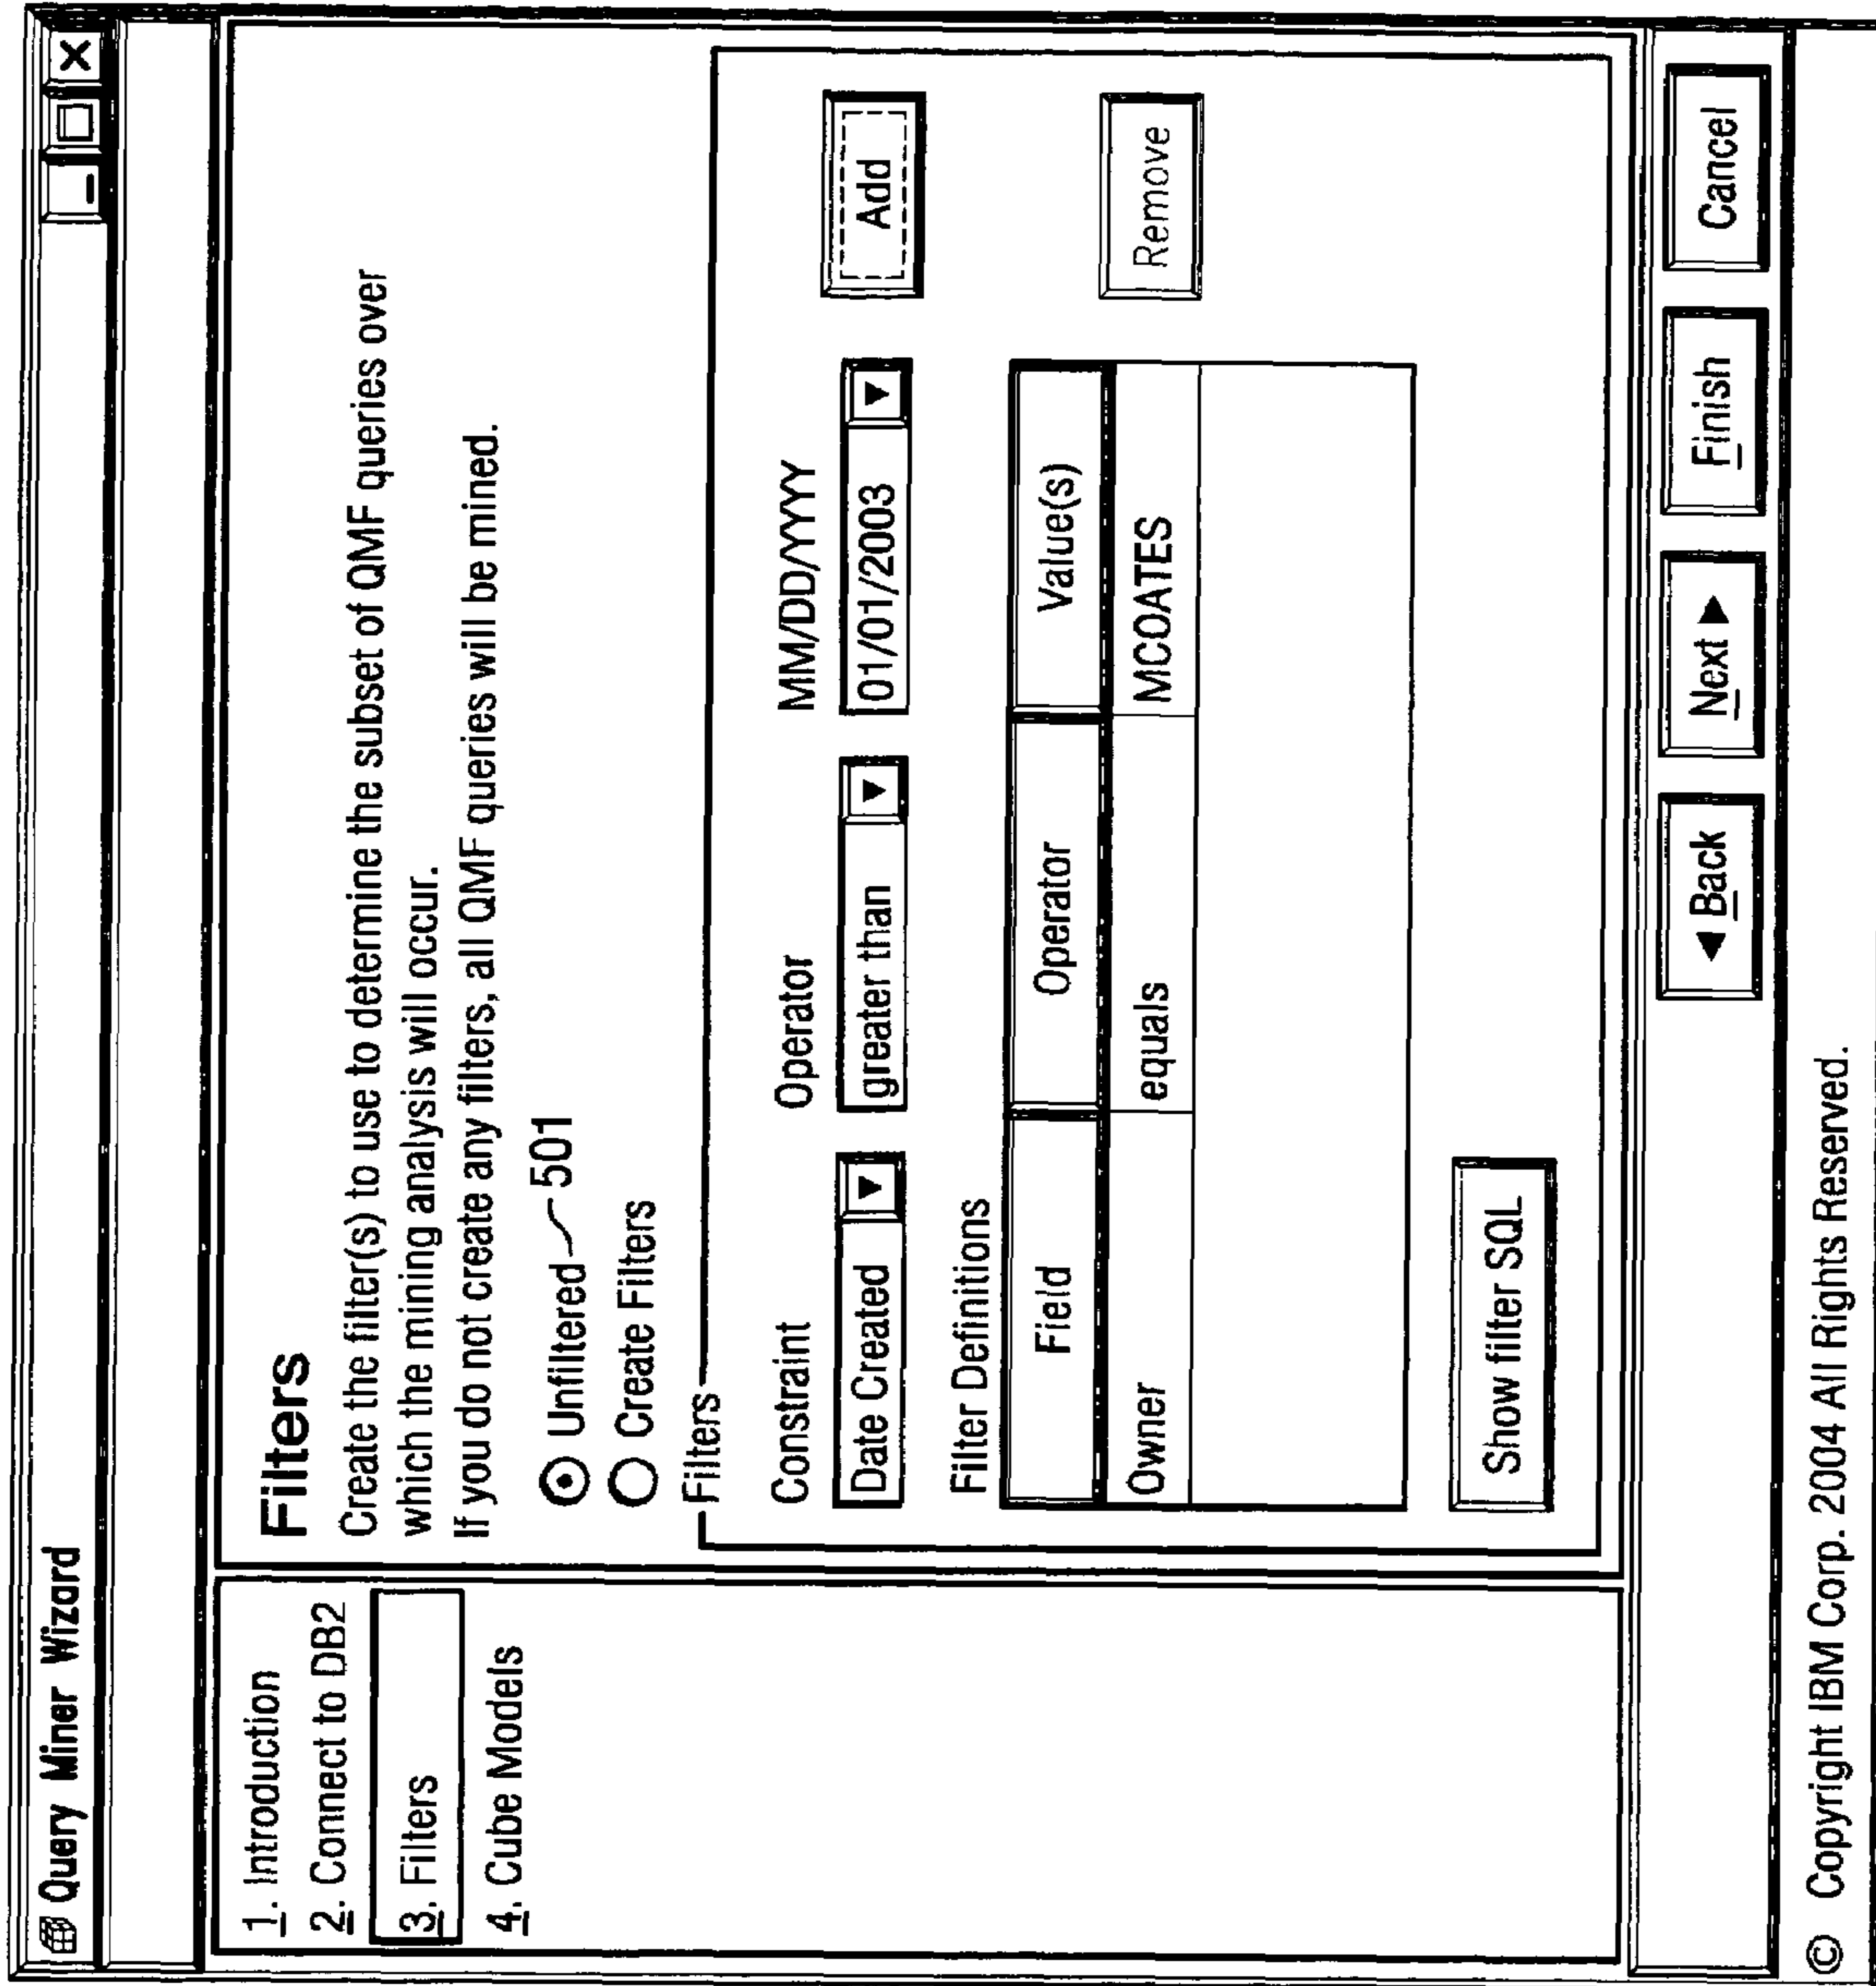 Query Miner Wizard
1. Introduction
2. Connect to DB2
3. Filters
4. Cube Models
Filters
Create the filter(s) to use to determine the subset of QMF queries over
which the mining analysis will occur.
If you do not create any filters, all QMF queries will be mined.
Unfiltered 501
Create Filters
Filters
Constraint Operator MM/DD/YYYY
Date Created greater than 01/01/2003 Add
Filter Definitions
Field Operator Value(s) Remove
Owner equals MCOATES
Show filter SQL
Back Next Finish Cancel
© Copyright IBM Corp. 2004 All Rights Reserved.